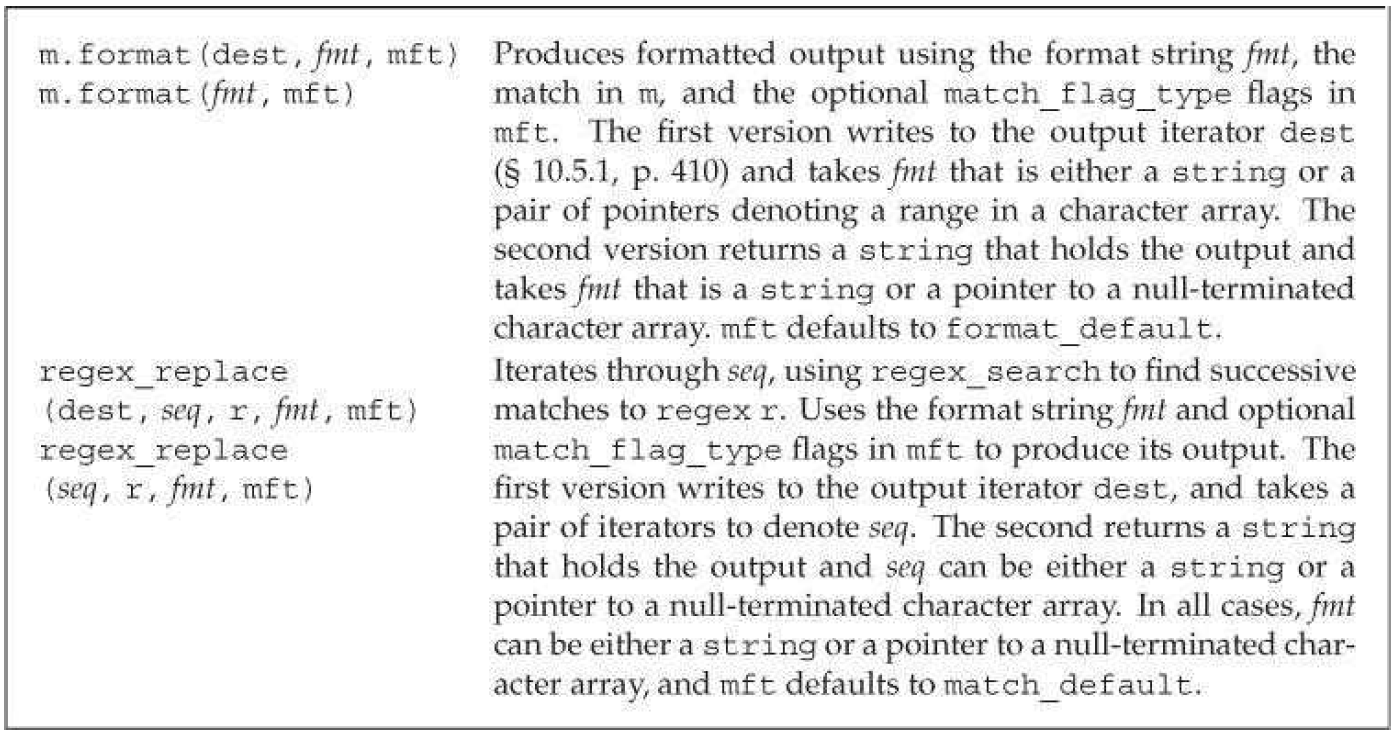 m.format(dest, fmt, mft) Produces formatted output using the format string fmt, the
m.format(fmt, mft) match in m, and the optional match_flag_type flags in
mft. The first version writes to the output iterator dest
(§ 10.5.1, p. 410) and takes fmt that is either a string or a
pair of pointers denoting a range in a character array. The
second version returns a string that holds the output and
takes fmt that is a string or a pointer to a null-terminated
character array. mft defaults to format_default.
regex_replace Iterates through seq, using regex_search to find successive
(dest, seq, r, fmt, mft) matches to regex r. Uses the format string fmt and optional
regex_replace match_flag_type flags in mft to produce its output. The
(seq, r, fmt, mft) first version writes to the output iterator dest, and takes a
pair of iterators to denote seq. The second returns a string
that holds the output and seq can be either a string or a
pointer to a null-terminated character array. In all cases, fmt
can be either a string or a pointer to a null-terminated char-
acter array, and mft defaults to match_default.